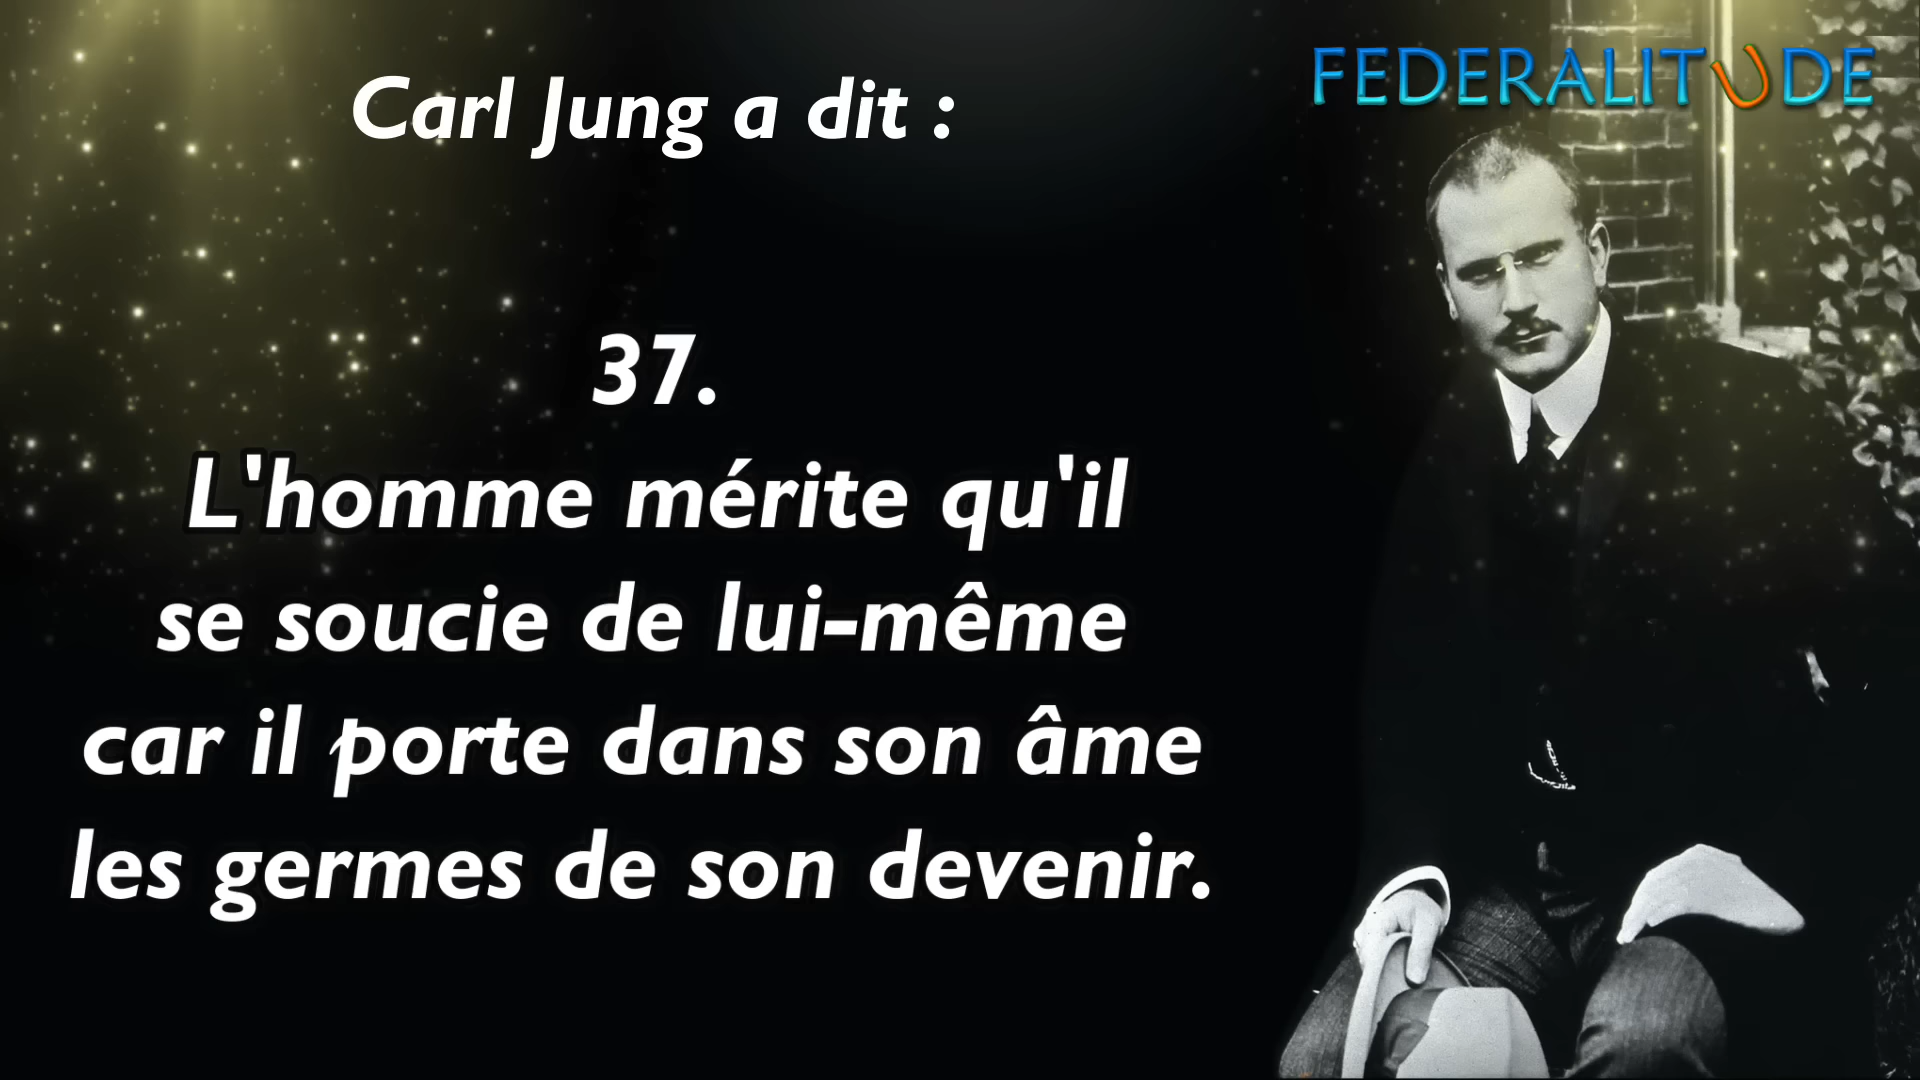 Carl Jung a dit :
FEDERALITUDE
37.
L'homme mérite qu'il
se soucie de lui-même
car il porte dans son âme
les germes de son devenir.